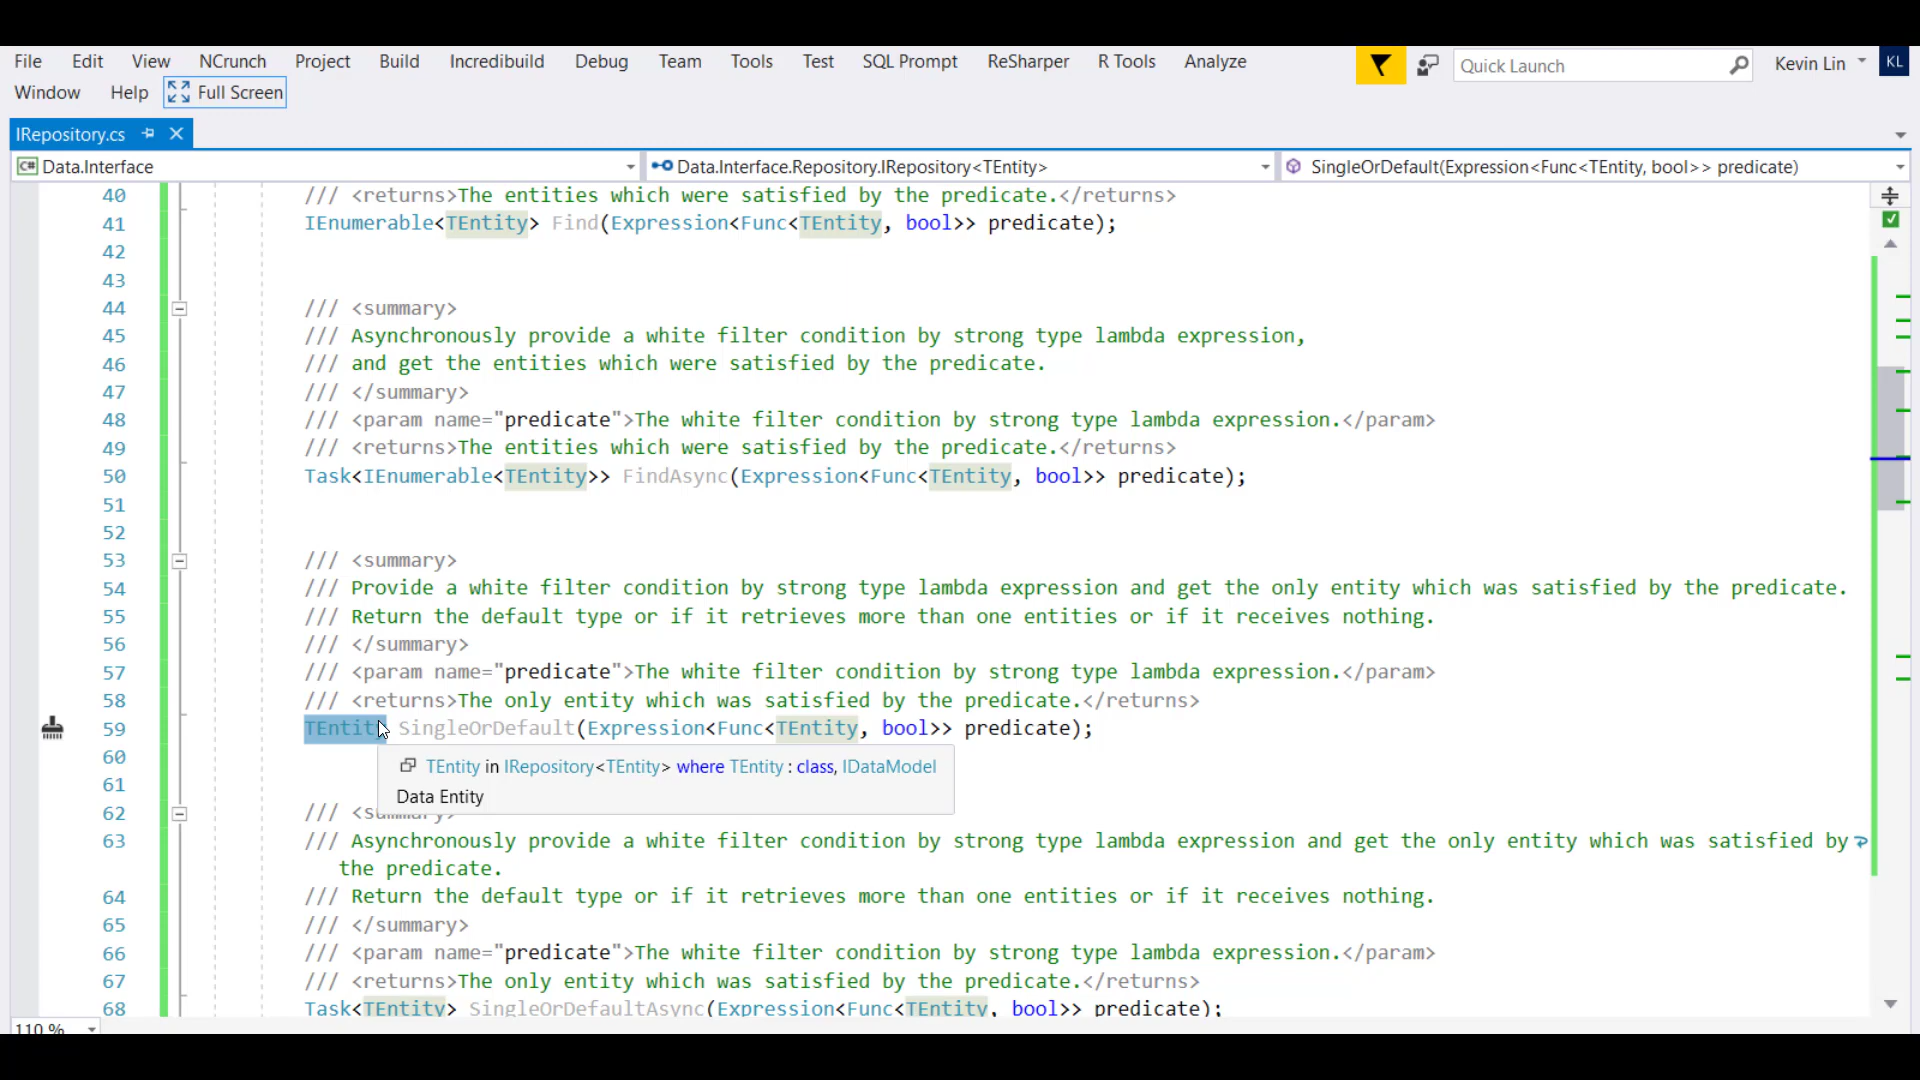 File Edit View NCrunch Project Build Incredibuild Debug Team Tools Test SQL Prompt ReSharper R Tools Analyze Quick Launch Kevin Lin KL
Window Help Full Screen
IRepository.cs
C# Data.Interface Data.Interface.Repository.IRepository<TEntity> SingleOrDefault(Expression<Func<TEntity, bool>> predicate)
40 /// <returns>The entities which were satisfied by the predicate.</returns>
41 IEnumerable<TEntity> Find(Expression<Func<TEntity, bool>> predicate);
42
43
44 /// <summary>
45 /// Asynchronously provide a white filter condition by strong type lambda expression,
46 /// and get the entities which were satisfied by the predicate.
47 /// </summary>
48 /// <param name="predicate">The white filter condition by strong type lambda expression.</param>
49 /// <returns>The entities which were satisfied by the predicate.</returns>
50 Task<IEnumerable<TEntity>> FindAsync(Expression<Func<TEntity, bool>> predicate);
51
52
53 /// <summary>
54 /// Provide a white filter condition by strong type lambda expression and get the only entity which was satisfied by the predicate.
55 /// Return the default type or if it retrieves more than one entities or if it receives nothing.
56 /// </summary>
57 /// <param name="predicate">The white filter condition by strong type lambda expression.</param>
58 /// <returns>The only entity which was satisfied by the predicate.</returns>
59 TEntity SingleOrDefault(Expression<Func<TEntity, bool>> predicate);
60
TEntity in IRepository<TEntity> where TEntity : class, IDataModel
61
Data Entity
62 /// <summary>
63 /// Asynchronously provide a white filter condition by strong type lambda expression and get the only entity which was satisfied by
the predicate.
64 /// Return the default type or if it retrieves more than one entities or if it receives nothing.
65 /// </summary>
66 /// <param name="predicate">The white filter condition by strong type lambda expression.</param>
67 /// <returns>The only entity which was satisfied by the predicate.</returns>
68 Task<TEntity> SingleOrDefaultAsync(Expression<Func<TEntity, bool>> predicate);
110 %